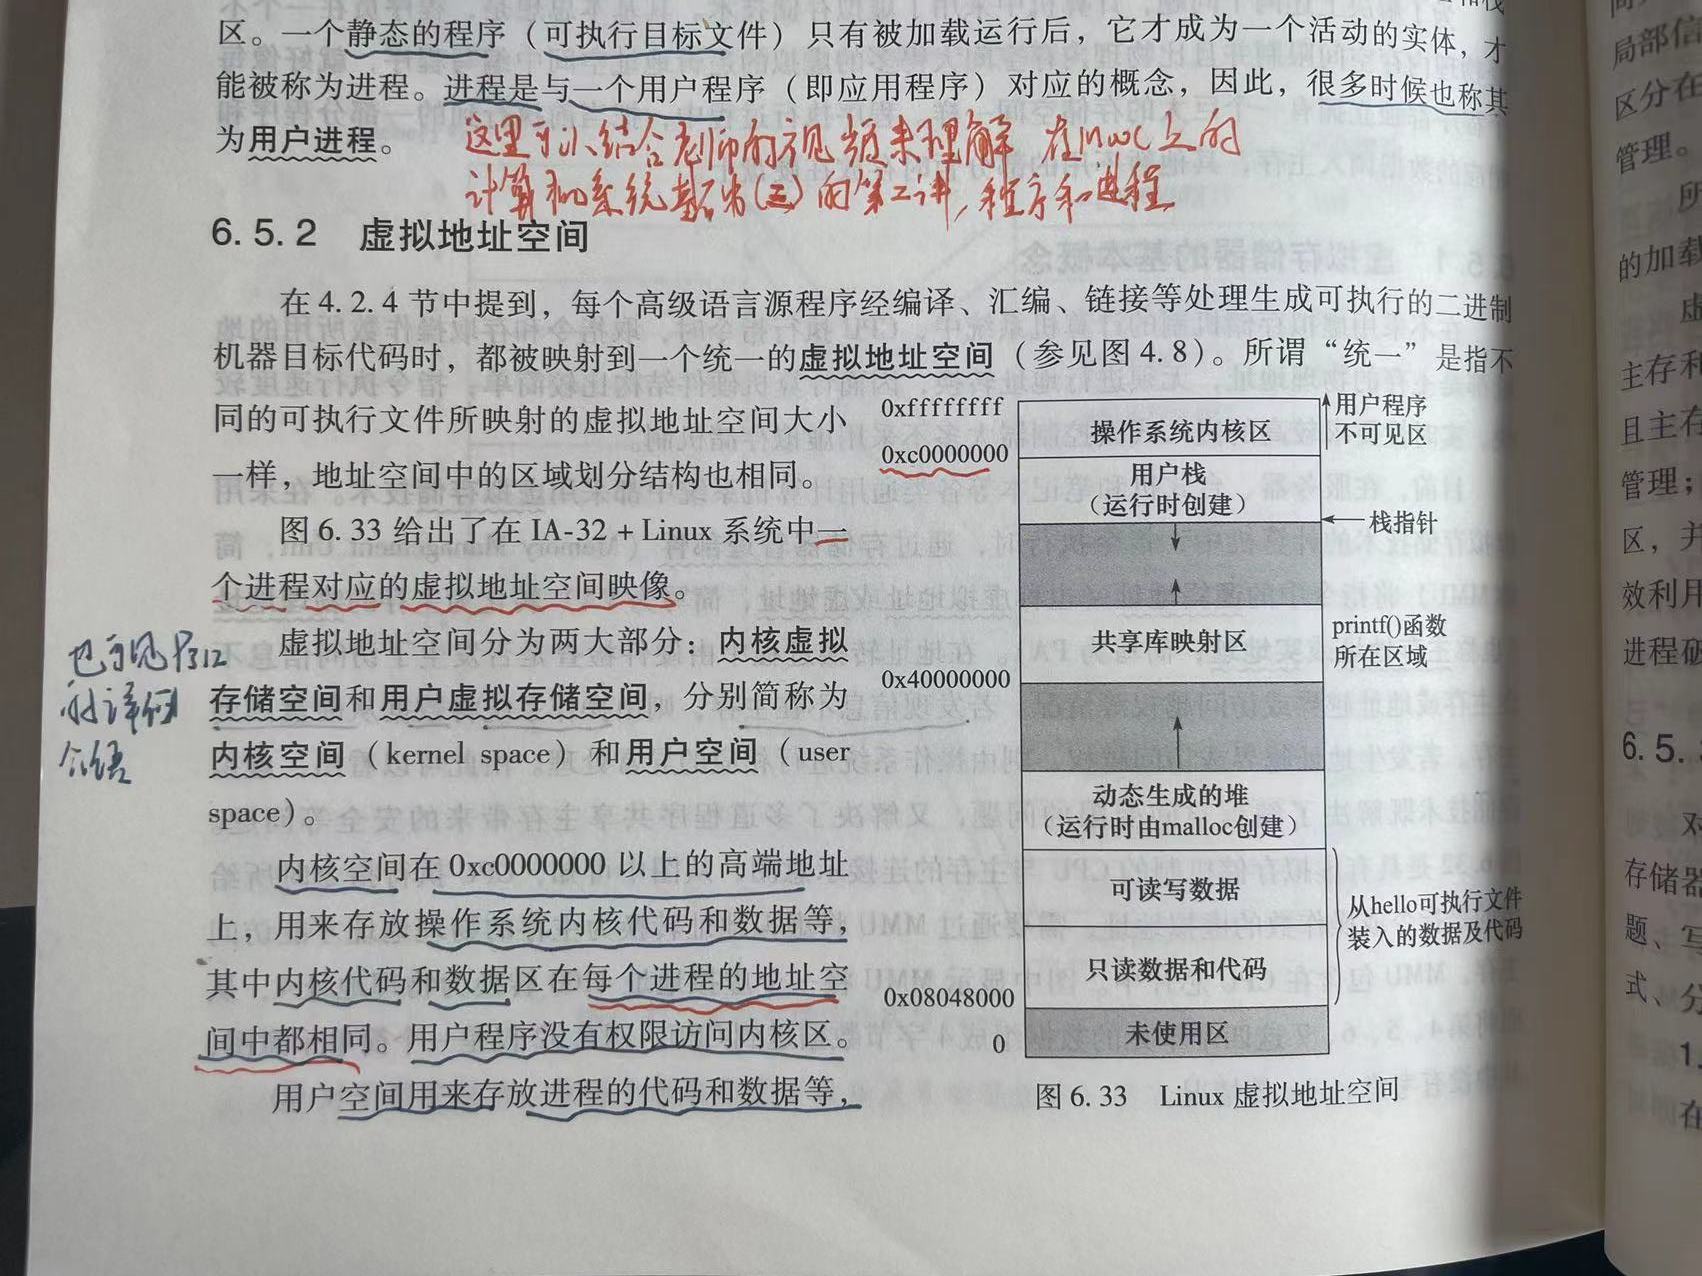 区。一个静态的程序（可执行目标文件）只有被加载运行后，它才成为一个活动的实体，才
能被称为进程。进程是与一个用户程序（即应用程序）对应的概念，因此，很多时候也称其
为用户进程。
这里可以结合老师的视频来理解 在mooc上的
计算机系统基础(三)的第二讲，程序和进程
6.5.2 虚拟地址空间
在 4.2.4 节中提到，每个高级语言源程序经编译、汇编、链接等处理生成可执行的二进制
机器目标代码时，都被映射到一个统一的虚拟地址空间（参见图 4.8）。所谓“统一”是指不
同的可执行文件所映射的虚拟地址空间大小
一样，地址空间中的区域划分结构也相同。
图 6.33 给出了在 IA-32 + Linux 系统中一
个进程对应的虚拟地址空间映像。
虚拟地址空间分为两大部分：内核虚拟
存储空间和用户虚拟存储空间，分别简称为
内核空间（kernel space）和用户空间（user
space）。
内核空间在 0xc0000000 以上的高端地址
上，用来存放操作系统内核代码和数据等，
其中内核代码和数据区在每个进程的地址空
间中都相同。用户程序没有权限访问内核区。
用户空间用来存放进程的代码和数据等，
也可见P312
的详细
介绍
0xffffffff
操作系统内核区
用户程序
不可见区
0xc0000000
用户栈
（运行时创建）
栈指针
共享库映射区
printf()函数
所在区域
0x40000000
动态生成的堆
（运行时由malloc创建）
可读写数据
从hello可执行文件
装入的数据及代码
只读数据和代码
0x08048000
未使用区
0
图 6.33 Linux 虚拟地址空间
局部信
区分在
管理。
所
的加载
虚
主存和
且主存
管理；
区，并
效利用
进程
6.5.
对
存储器
题、写
式、分
1.
在